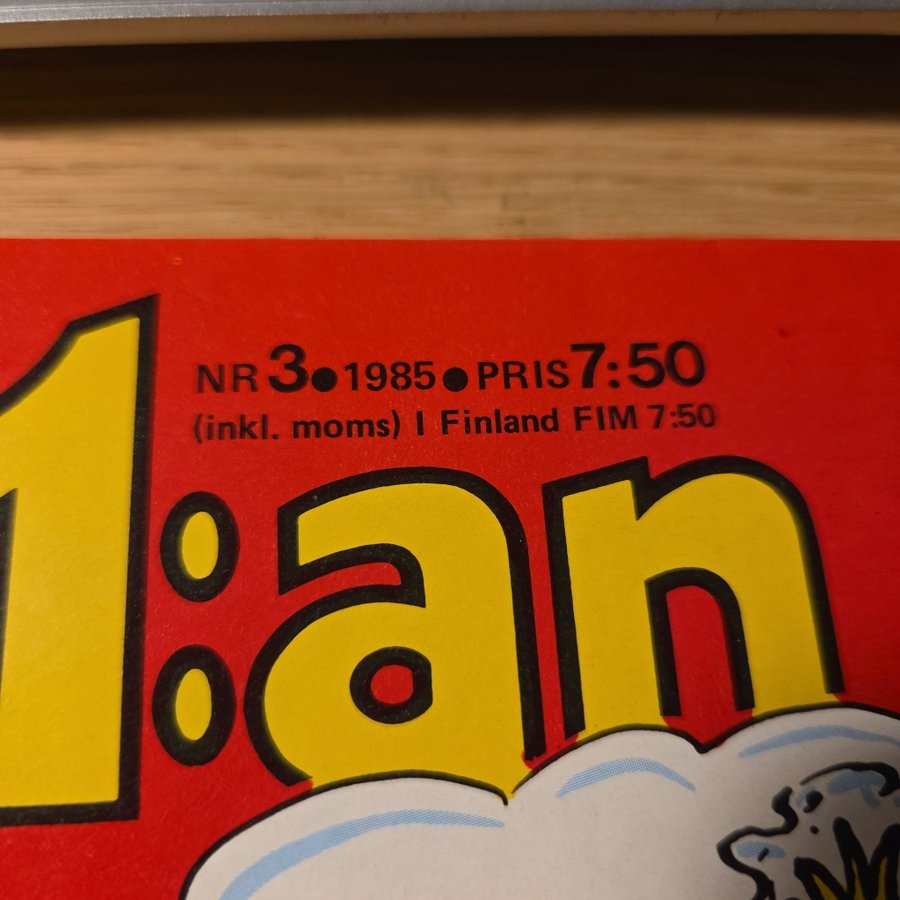 NR 3 • 1985 • PRIS 7:50
(inkl. moms) I Finland FIM 7:50
1:an